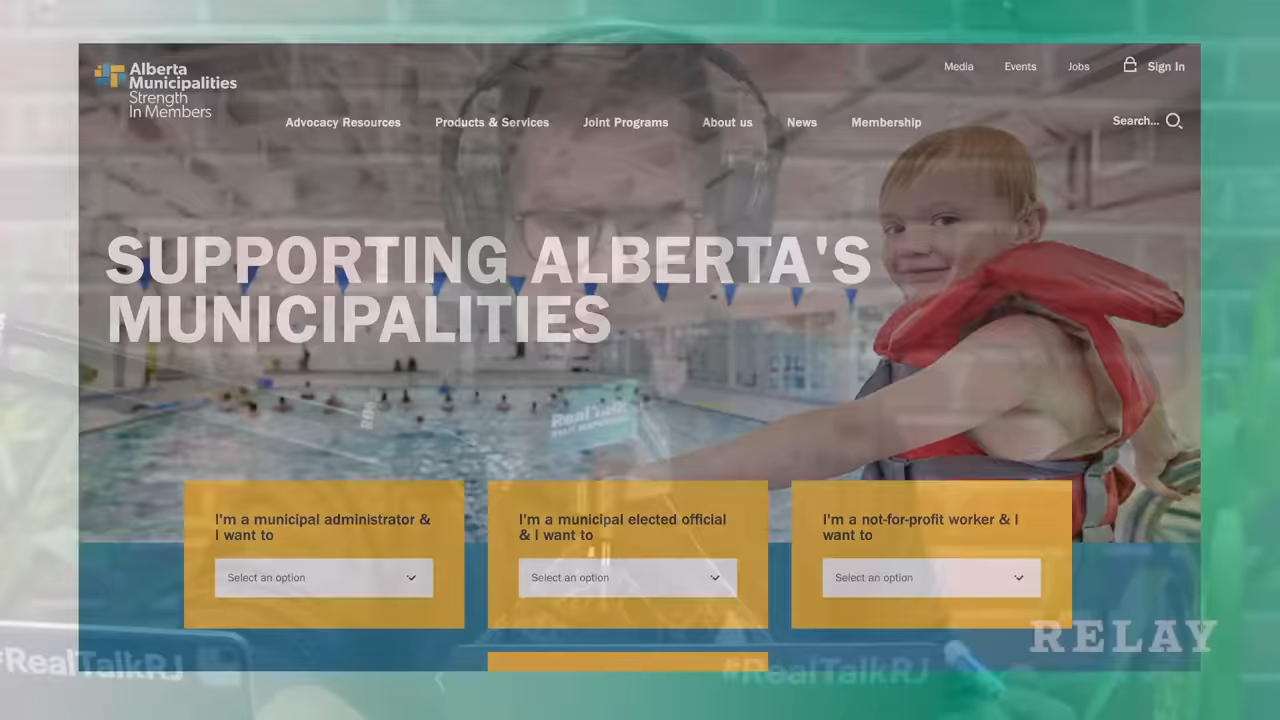 Alberta
Municipalities
Strength
In Members
Media
Events
Jobs
Sign In
Advocacy Resources
Products & Services
Joint Programs
About us
News
Membership
Search...
SUPPORTING ALBERTA'S
MUNICIPALITIES
RealTalk
I'm a municipal administrator &
I want to
Select an option
I'm a municipal elected official
& I want to
Select an option
I'm a not-for-profit worker & I
want to
Select an option
RELAY
#RealTalkRJ
#RealTalkRJ